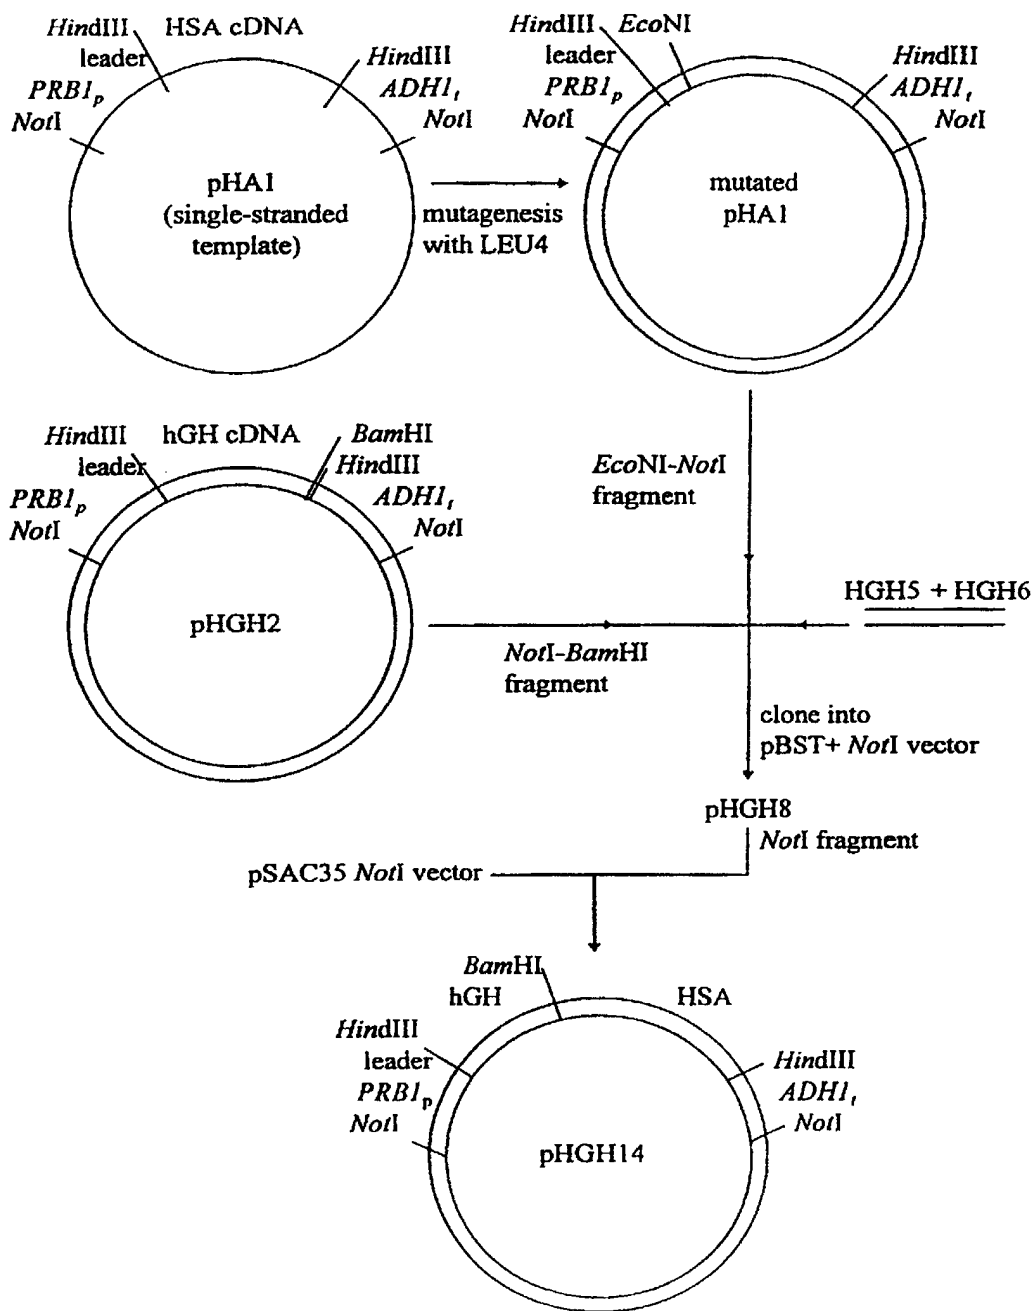 HindIII HSA cDNA
leader
HindIII
PRB1p
ADH1t
NotI
NotI
pHA1
(single-stranded
template)
mutagenesis
with LEU4
HindIII EcoNI
leader
HindIII
PRB1p
ADH1t
NotI
NotI
mutated
pHA1
HindIII hGH cDNA BamHI
leader
HindIII
PRB1p
ADH1t
NotI
NotI
pHGH2
EcoNI-NotI
fragment
HGH5 + HGH6
NotI-BamHI
fragment
clone into
pBST+ NotI vector
pHGH8
NotI fragment
pSAC35 NotI vector
BamHI
hGH HSA
HindIII
leader
HindIII
PRB1p
ADH1t
NotI
NotI
pHGH14